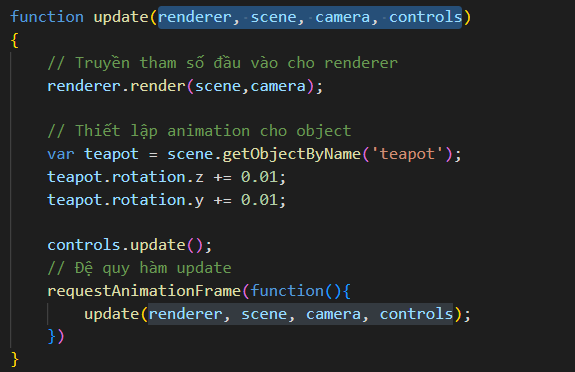 function update(renderer, scene, camera, controls)
{
// Truyền tham số đầu vào cho renderer
renderer.render(scene,camera);
// Thiết lập animation cho object
var teapot = scene.getObjectByName('teapot');
teapot.rotation.z += 0.01;
teapot.rotation.y += 0.01;
controls.update();
// Đệ quy hàm update
requestAnimationFrame(function(){
update(renderer, scene, camera, controls);
})
}